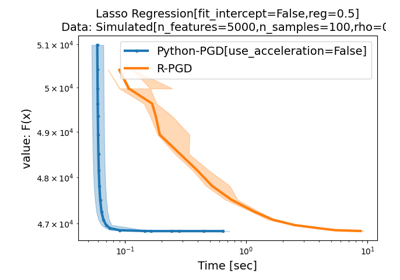 Lasso Regression[fit_intercept=False,reg=0.5]
Data: Simulated[n_features=5000,n_samples=100,rho=0
5.1 × 10⁴
5 × 10⁴
4.9 × 10⁴
4.8 × 10⁴
4.7 × 10⁴
value: F(x)
Python-PGD[use_acceleration=False]
R-PGD
10⁻¹
10⁰
10¹
Time [sec]